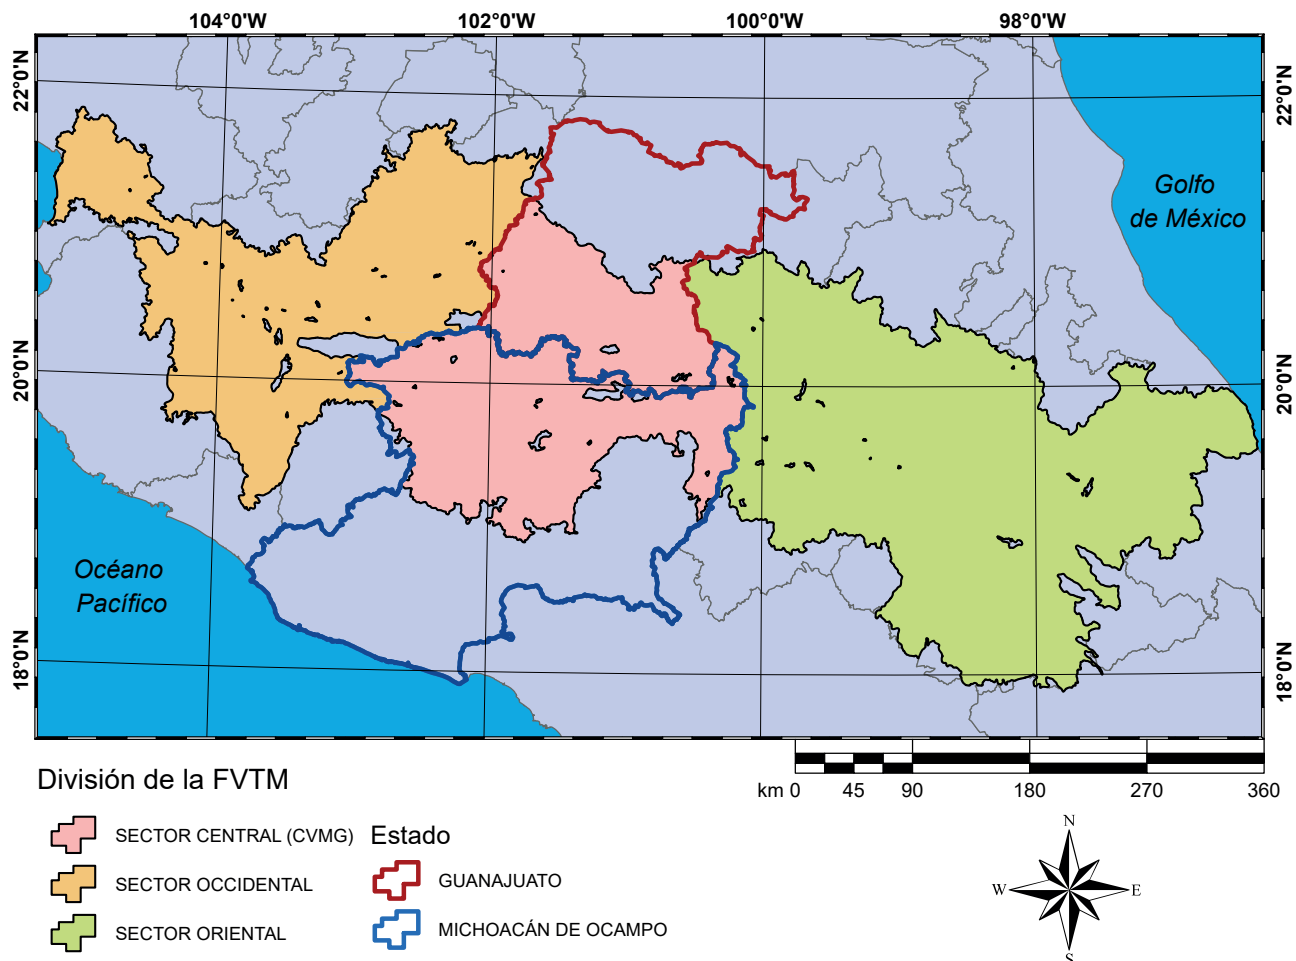 104°0'W 102°0'W 100°0'W 98°0'W
22°0'N 22°0'N
Golfo
de México
20°0'N 20°0'N
Océano
Pacífico
18°0'N 18°0'N
División de la FVTM
km 0 45 90 180 270 360
SECTOR CENTRAL (CVMG) Estado
SECTOR OCCIDENTAL GUANAJUATO
SECTOR ORIENTAL MICHOACÁN DE OCAMPO
N
W E
S